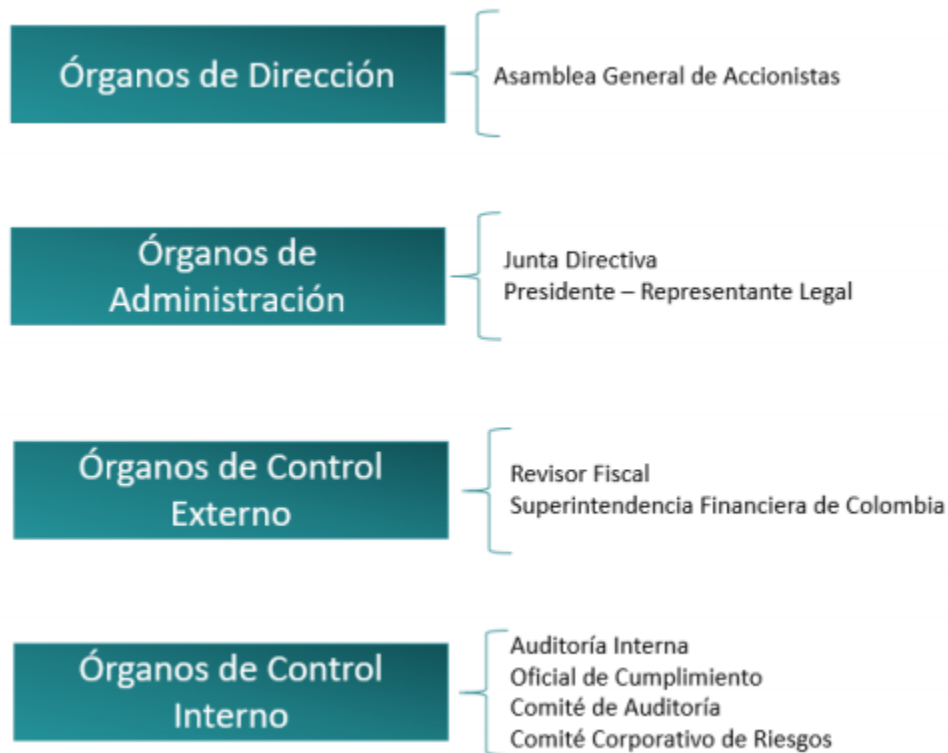 Órganos de Dirección
Asamblea General de Accionistas
Órganos de
Administración
Junta Directiva
Presidente – Representante Legal
Órganos de Control
Externo
Revisor Fiscal
Superintendencia Financiera de Colombia
Órganos de Control
Interno
Auditoría Interna
Oficial de Cumplimiento
Comité de Auditoría
Comité Corporativo de Riesgos